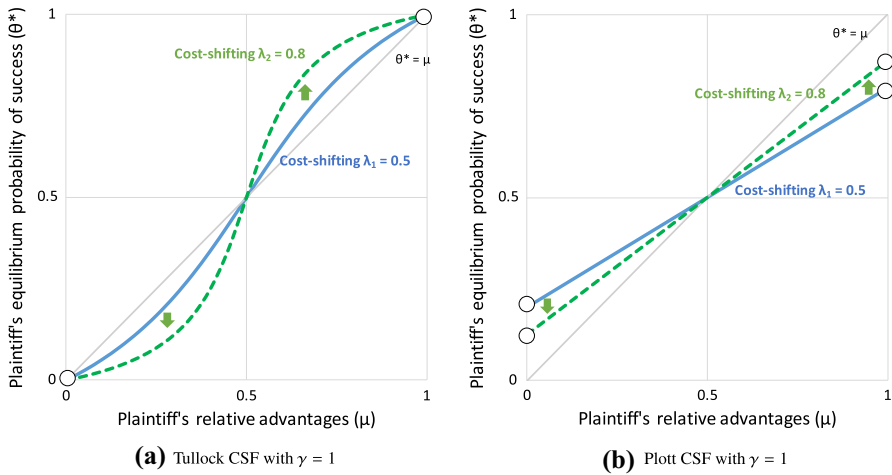 Plaintiff's equilibrium probability of success (θ*)
1
0.5
0
Cost-shifting λ₂ = 0.8
θ* = μ
Cost-shifting λ₁ = 0.5
0
0.5
1
Plaintiff's relative advantages (μ)
(a) Tullock CSF with γ = 1
Plaintiff's equilibrium probability of success (θ*)
1
0.5
0
θ* = μ
Cost-shifting λ₂ = 0.8
Cost-shifting λ₁ = 0.5
0
0.5
1
Plaintiff's relative advantages (μ)
(b) Plott CSF with γ = 1